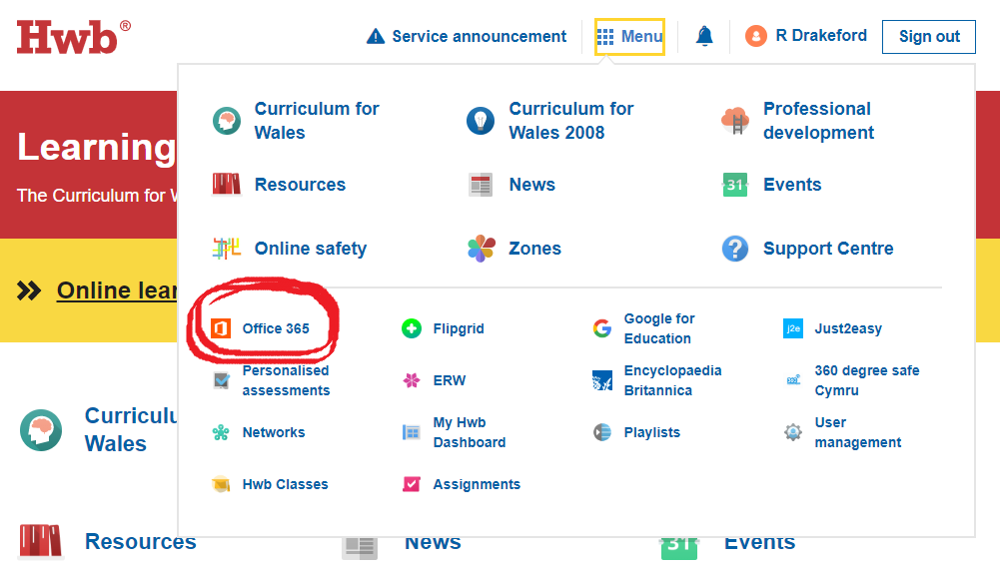 Hwb®
Service announcement
Menu
R Drakeford
Sign out
Curriculum for
Wales
Curriculum for
Wales 2008
Professional
development
Learning
The Curriculum for
Resources
News
31
Events
Online safety
Zones
?
Support Centre
Online lear
Office 365
Flipgrid
Google for
Education
j2e
Just2easy
Personalised
assessments
ERW
Encyclopaedia
Britannica
360 degree safe
Cymru
Networks
My Hwb
Dashboard
Playlists
User
management
Curricul
Wales
Hwb Classes
Assignments
Resources
News
31
Events